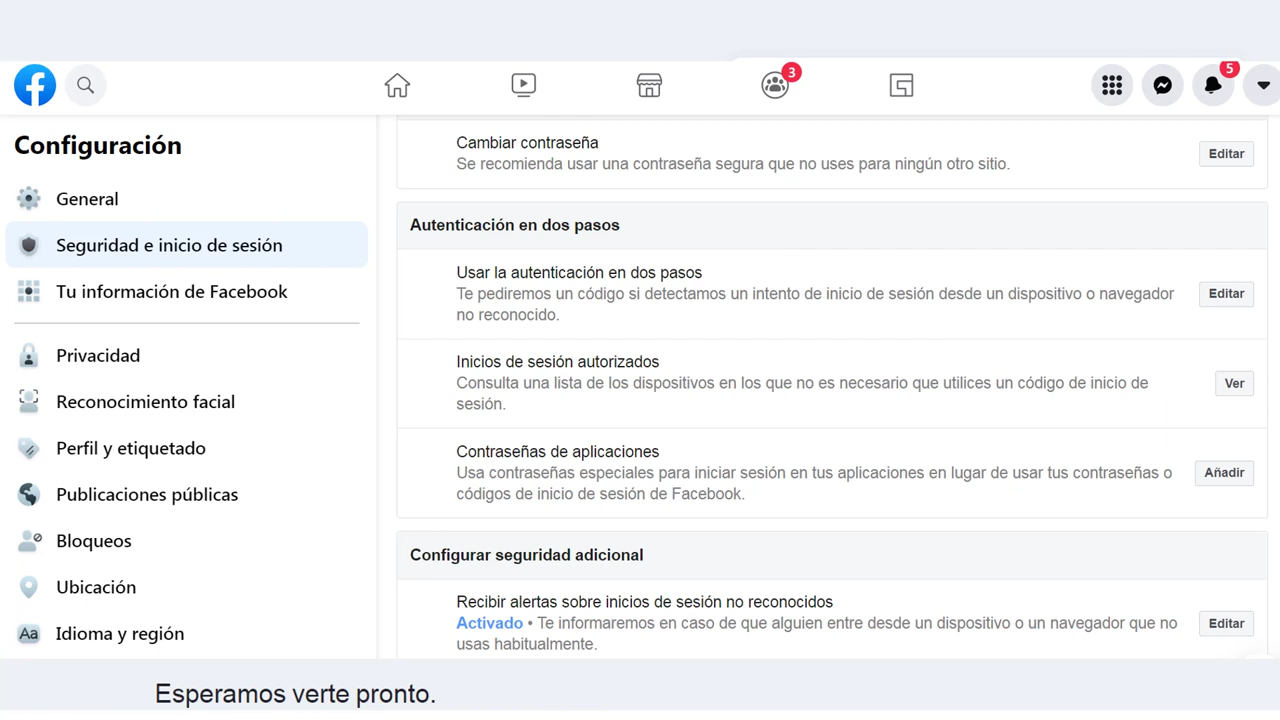 3
5
Configuración
General
Seguridad e inicio de sesión
Tu información de Facebook
Privacidad
Reconocimiento facial
Perfil y etiquetado
Publicaciones públicas
Bloqueos
Ubicación
Aa Idioma y región
Cambiar contraseña
Se recomienda usar una contraseña segura que no uses para ningún otro sitio.
Editar
Autenticación en dos pasos
Usar la autenticación en dos pasos
Te pediremos un código si detectamos un intento de inicio de sesión desde un dispositivo o navegador
no reconocido.
Editar
Inicios de sesión autorizados
Consulta una lista de los dispositivos en los que no es necesario que utilices un código de inicio de
sesión.
Ver
Contraseñas de aplicaciones
Usa contraseñas especiales para iniciar sesión en tus aplicaciones en lugar de usar tus contraseñas o
códigos de inicio de sesión de Facebook.
Añadir
Configurar seguridad adicional
Recibir alertas sobre inicios de sesión no reconocidos
Activado • Te informaremos en caso de que alguien entre desde un dispositivo o un navegador que no
usas habitualmente.
Editar
Esperamos verte pronto.